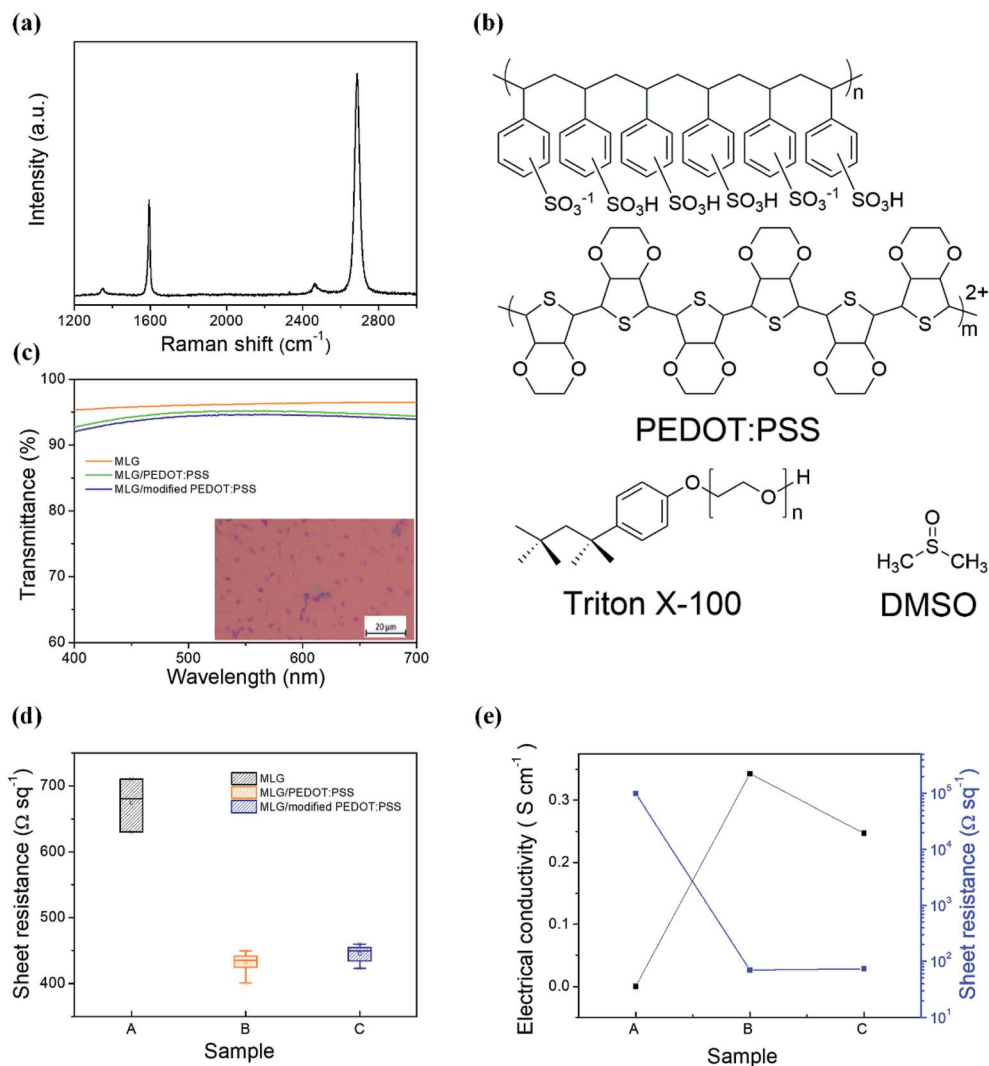 (a)
Intensity (a.u.)
1200 1600 2000 2400 2800
Raman shift (cm⁻¹)
(b)
n
SO₃⁻¹ SO₃H SO₃H SO₃H SO₃⁻¹ SO₃H
O O O O
S S S
2+
m
S S S
O O O O O O
PEDOT:PSS
O O H
n
Triton X-100
O
S
H₃C CH₃
DMSO
(c)
100
95
90
85
80
75
70
65
60
Transmittance (%)
MLG
MLG/PEDOT:PSS
MLG/modified PEDOT:PSS
20 µm
400 500 600 700
Wavelength (nm)
(d)
700
600
500
400
Sheet resistance (Ω sq⁻¹)
MLG
MLG/PEDOT:PSS
MLG/modified PEDOT:PSS
A B C
Sample
(e)
Electrical conductivity ( S cm⁻¹)
0.3
0.2
0.1
0.0
10⁵
10⁴
10³
10²
10¹
Sheet resistance (Ω sq⁻¹)
A B C
Sample